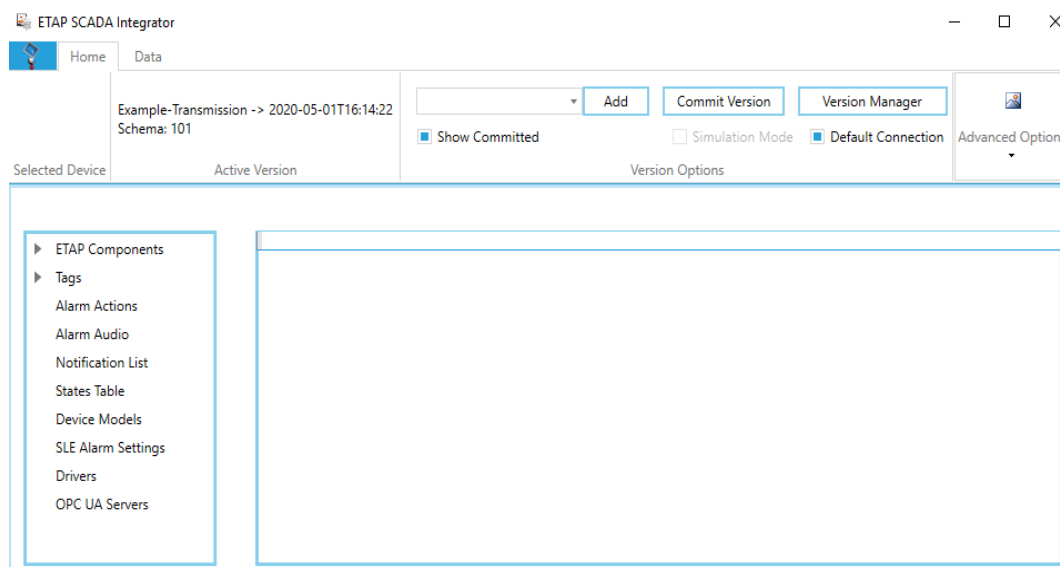 ETAP SCADA Integrator
Home
Data
Example-Transmission -> 2020-05-01T16:14:22
Schema: 101
Add
Commit Version
Version Manager
Show Committed
Simulation Mode
Default Connection
Advanced Option
Selected Device
Active Version
Version Options
ETAP Components
Tags
Alarm Actions
Alarm Audio
Notification List
States Table
Device Models
SLE Alarm Settings
Drivers
OPC UA Servers